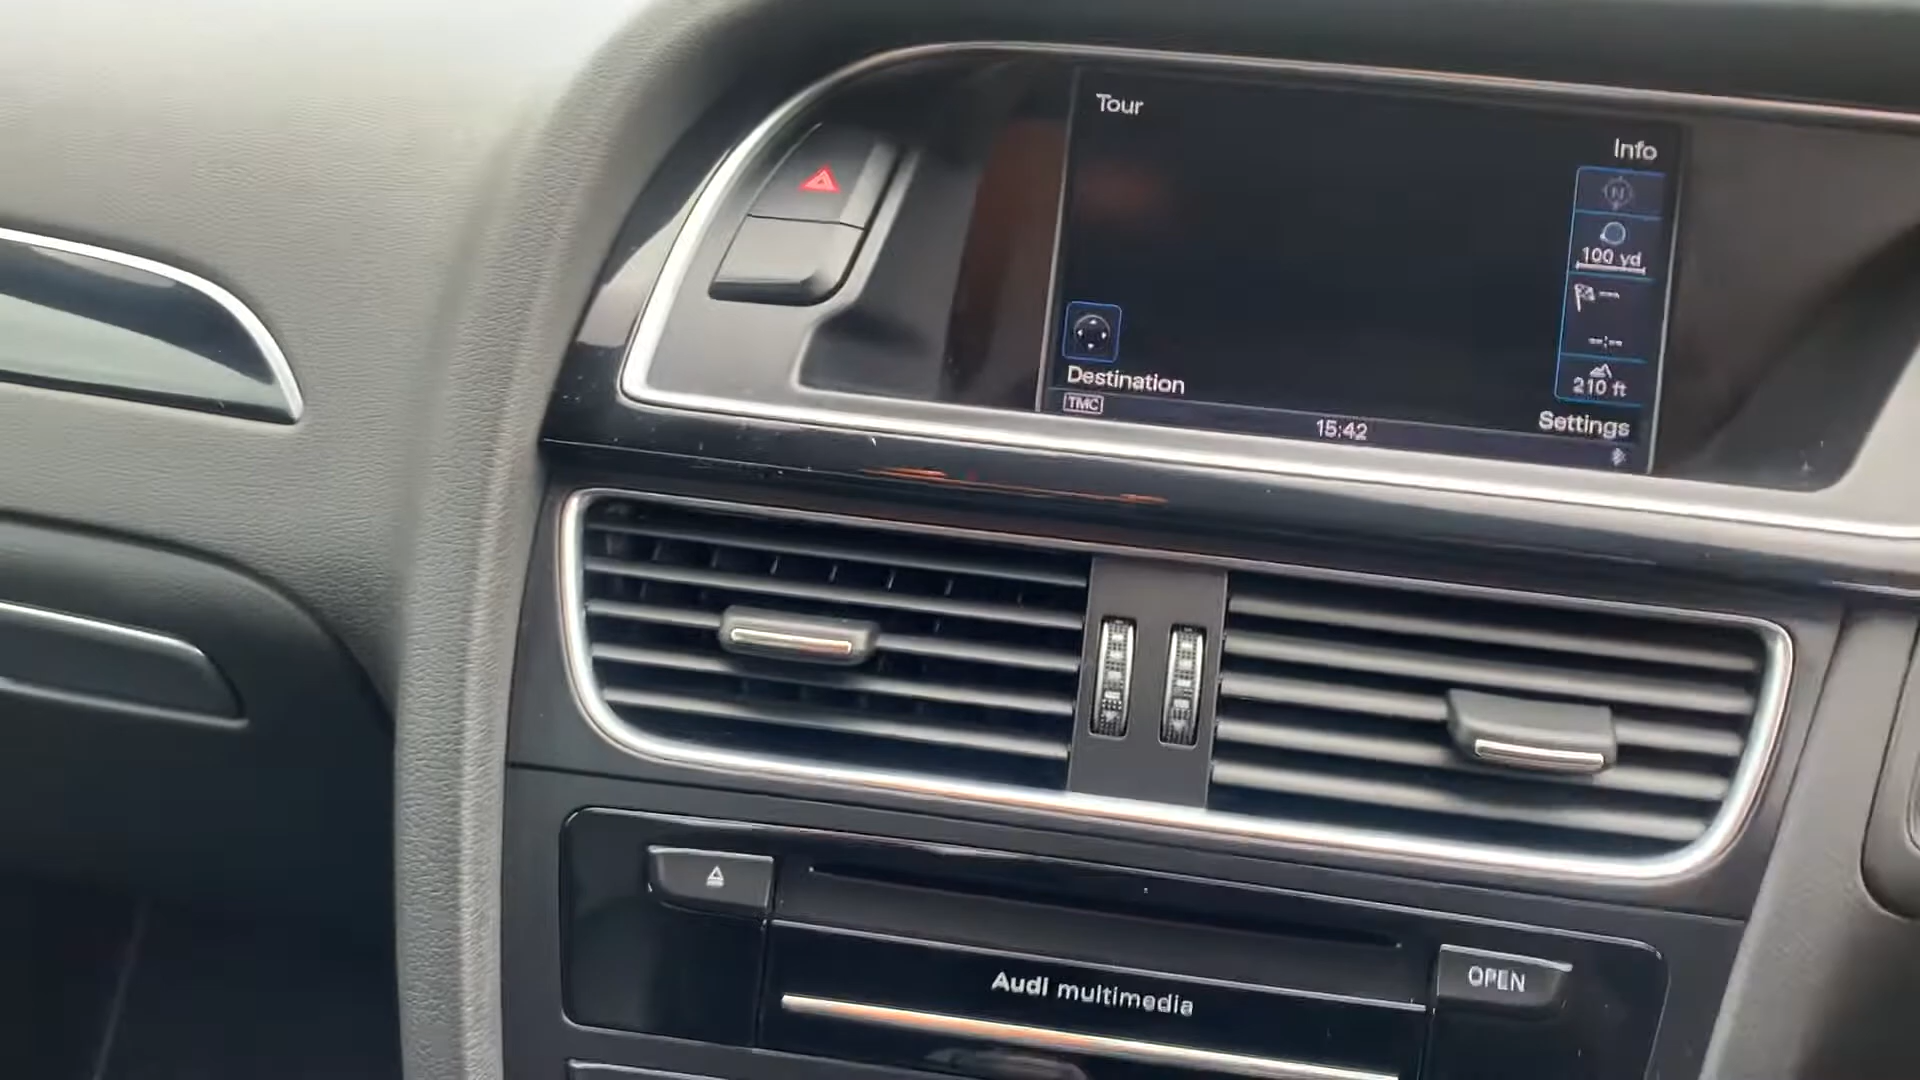 Tour
Info
N
100 yd
--:--
210 ft
Destination
Settings
TMC
15:42
Audi multimedia
OPEN